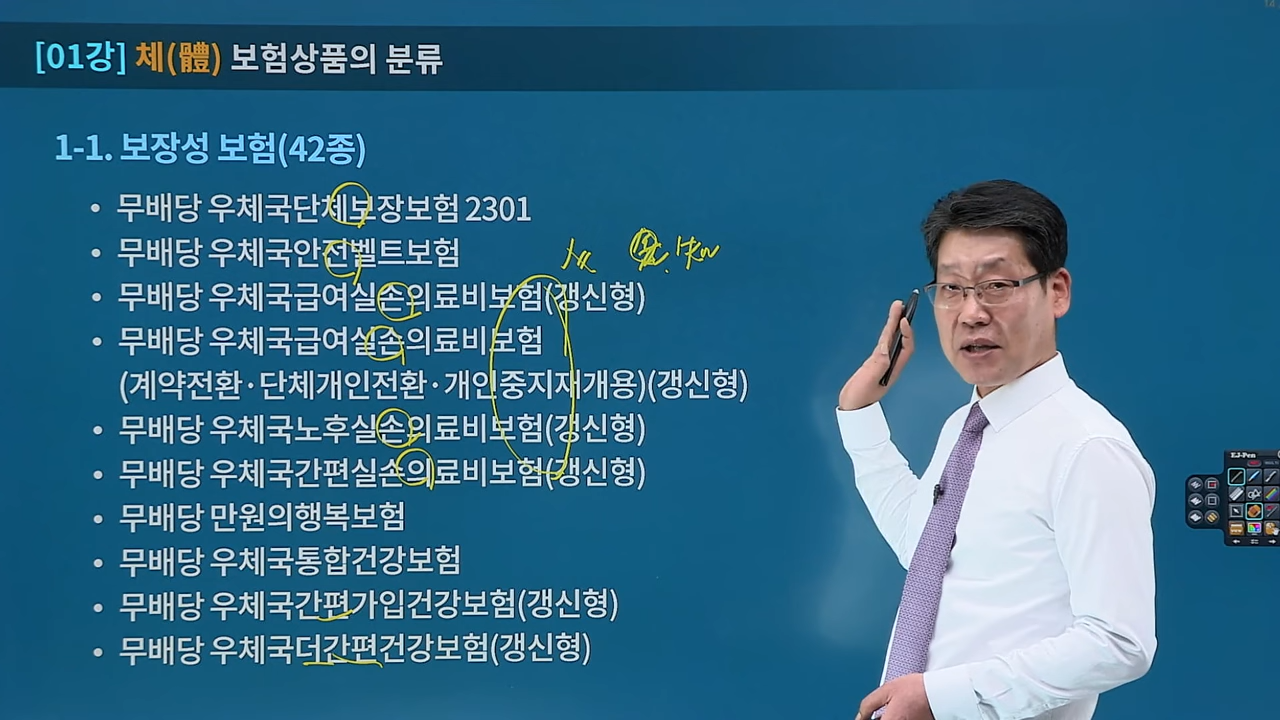 [01강] 체(體) 보험상품의 분류
1-1. 보장성 보험(42종)
• 무배당 우체국단체보장보험 2301
• 무배당 우체국안전벨트보험
• 무배당 우체국급여실손의료비보험(갱신형)
• 무배당 우체국급여실손의료비보험
(계약전환·단체개인전환·개인중지재개용)(갱신형)
• 무배당 우체국노후실손의료비보험(갱신형)
• 무배당 우체국간편실손의료비보험(갱신형)
• 무배당 만원의행복보험
• 무배당 우체국통합건강보험
• 무배당 우체국간편가입건강보험(갱신형)
• 무배당 우체국더간편건강보험(갱신형)
EJ-Pen